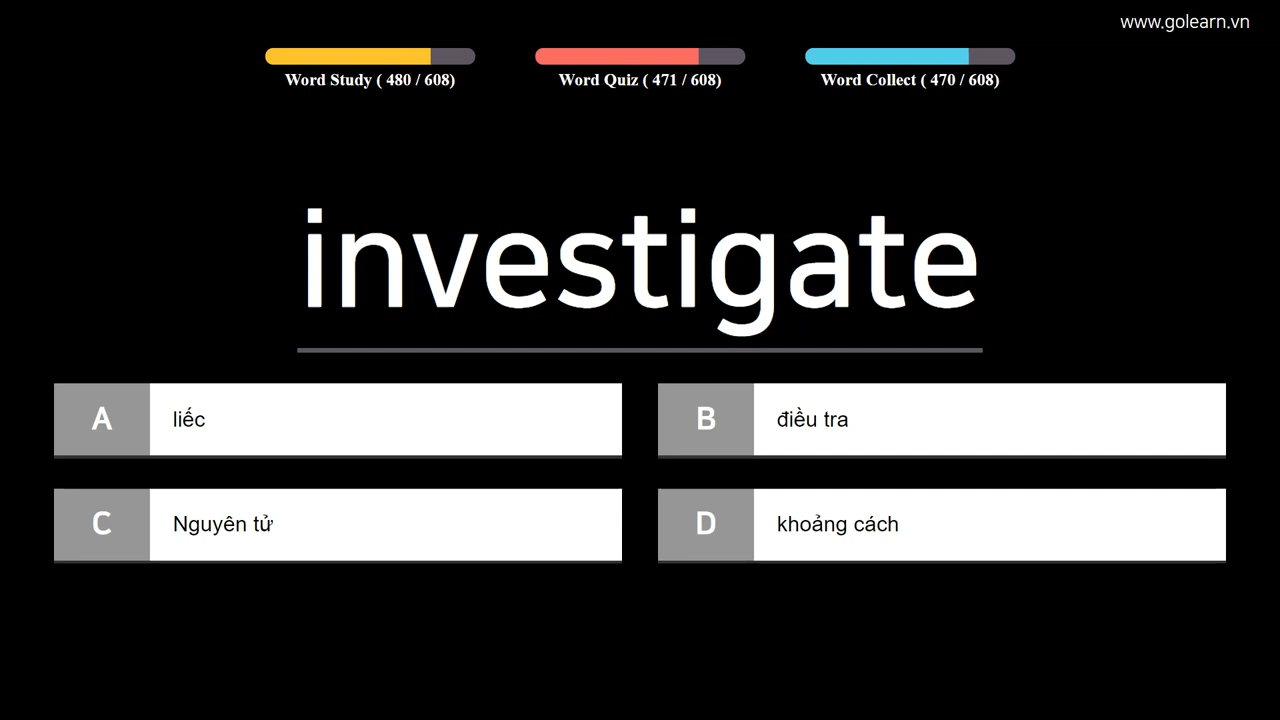 www.golearn.vn
Word Study ( 480 / 608)
Word Quiz ( 471 / 608)
Word Collect ( 470 / 608)
investigate
A liếc
B điều tra
C Nguyên tử
D khoảng cách